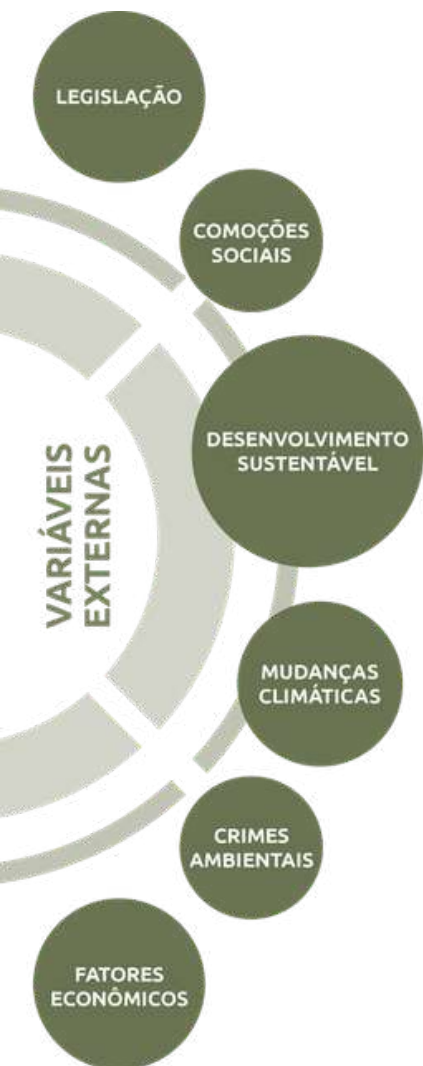 LEGISLAÇÃO
COMOÇÕES
SOCIAIS
DESENVOLVIMENTO
SUSTENTÁVEL
VARIÁVEIS
EXTERNAS
MUDANÇAS
CLIMÁTICAS
CRIMES
AMBIENTAIS
FATORES
ECONÔMICOS